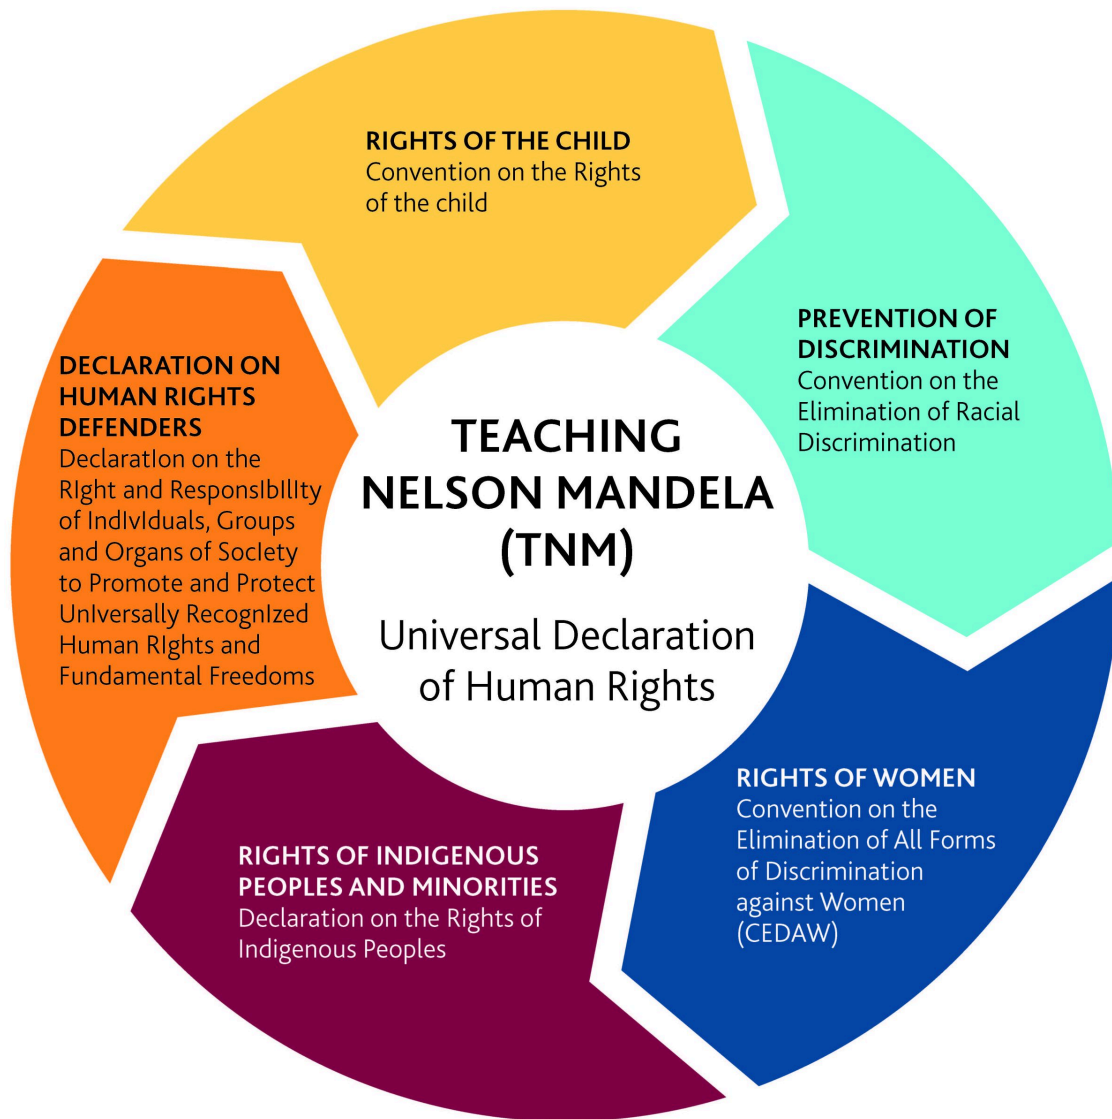 RIGHTS OF THE CHILD
Convention on the Rights
of the child
PREVENTION OF
DISCRIMINATION
Convention on the
Elimination of Racial
Discrimination
RIGHTS OF WOMEN
Convention on the
Elimination of All Forms
of Discrimination
against Women
(CEDAW)
RIGHTS OF INDIGENOUS
PEOPLES AND MINORITIES
Declaration on the Rights of
Indigenous Peoples
DECLARATION ON
HUMAN RIGHTS
DEFENDERS
DeclaratIon on the
RIght and ResponsIbIlIty
of IndIvIduals, Groups
and Organs of SocIety
to Promote and Protect
UnIversally RecognIzed
Human RIghts and
Fundamental Freedoms
TEACHING
NELSON MANDELA
(TNM)
Universal Declaration
of Human Rights